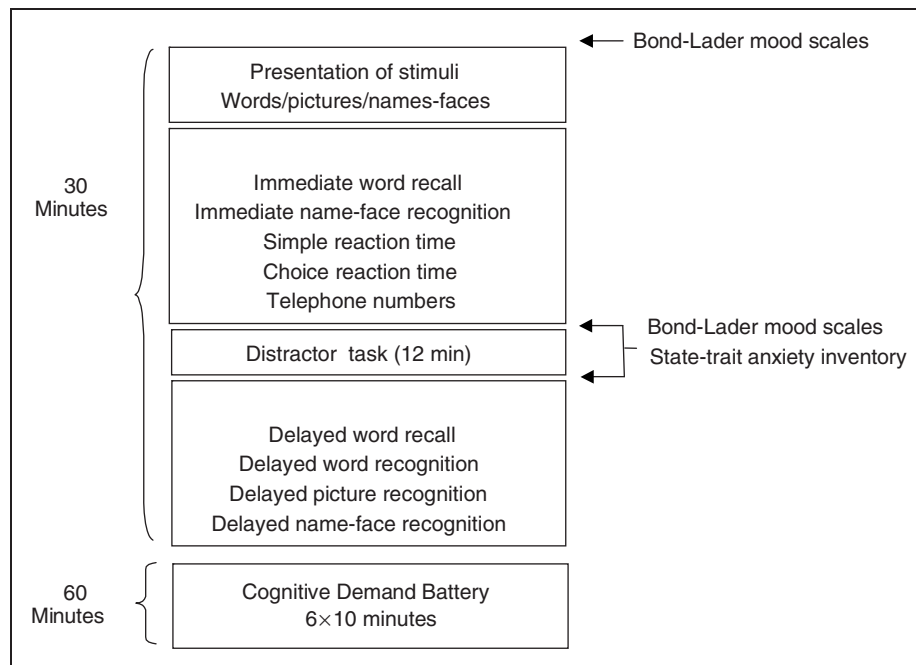 Bond-Lader mood scales
Presentation of stimuli
Words/pictures/names-faces
30
Minutes
Immediate word recall
Immediate name-face recognition
Simple reaction time
Choice reaction time
Telephone numbers
Distractor task (12 min)
Bond-Lader mood scales
State-trait anxiety inventory
Delayed word recall
Delayed word recognition
Delayed picture recognition
Delayed name-face recognition
60
Minutes
Cognitive Demand Battery
6×10 minutes